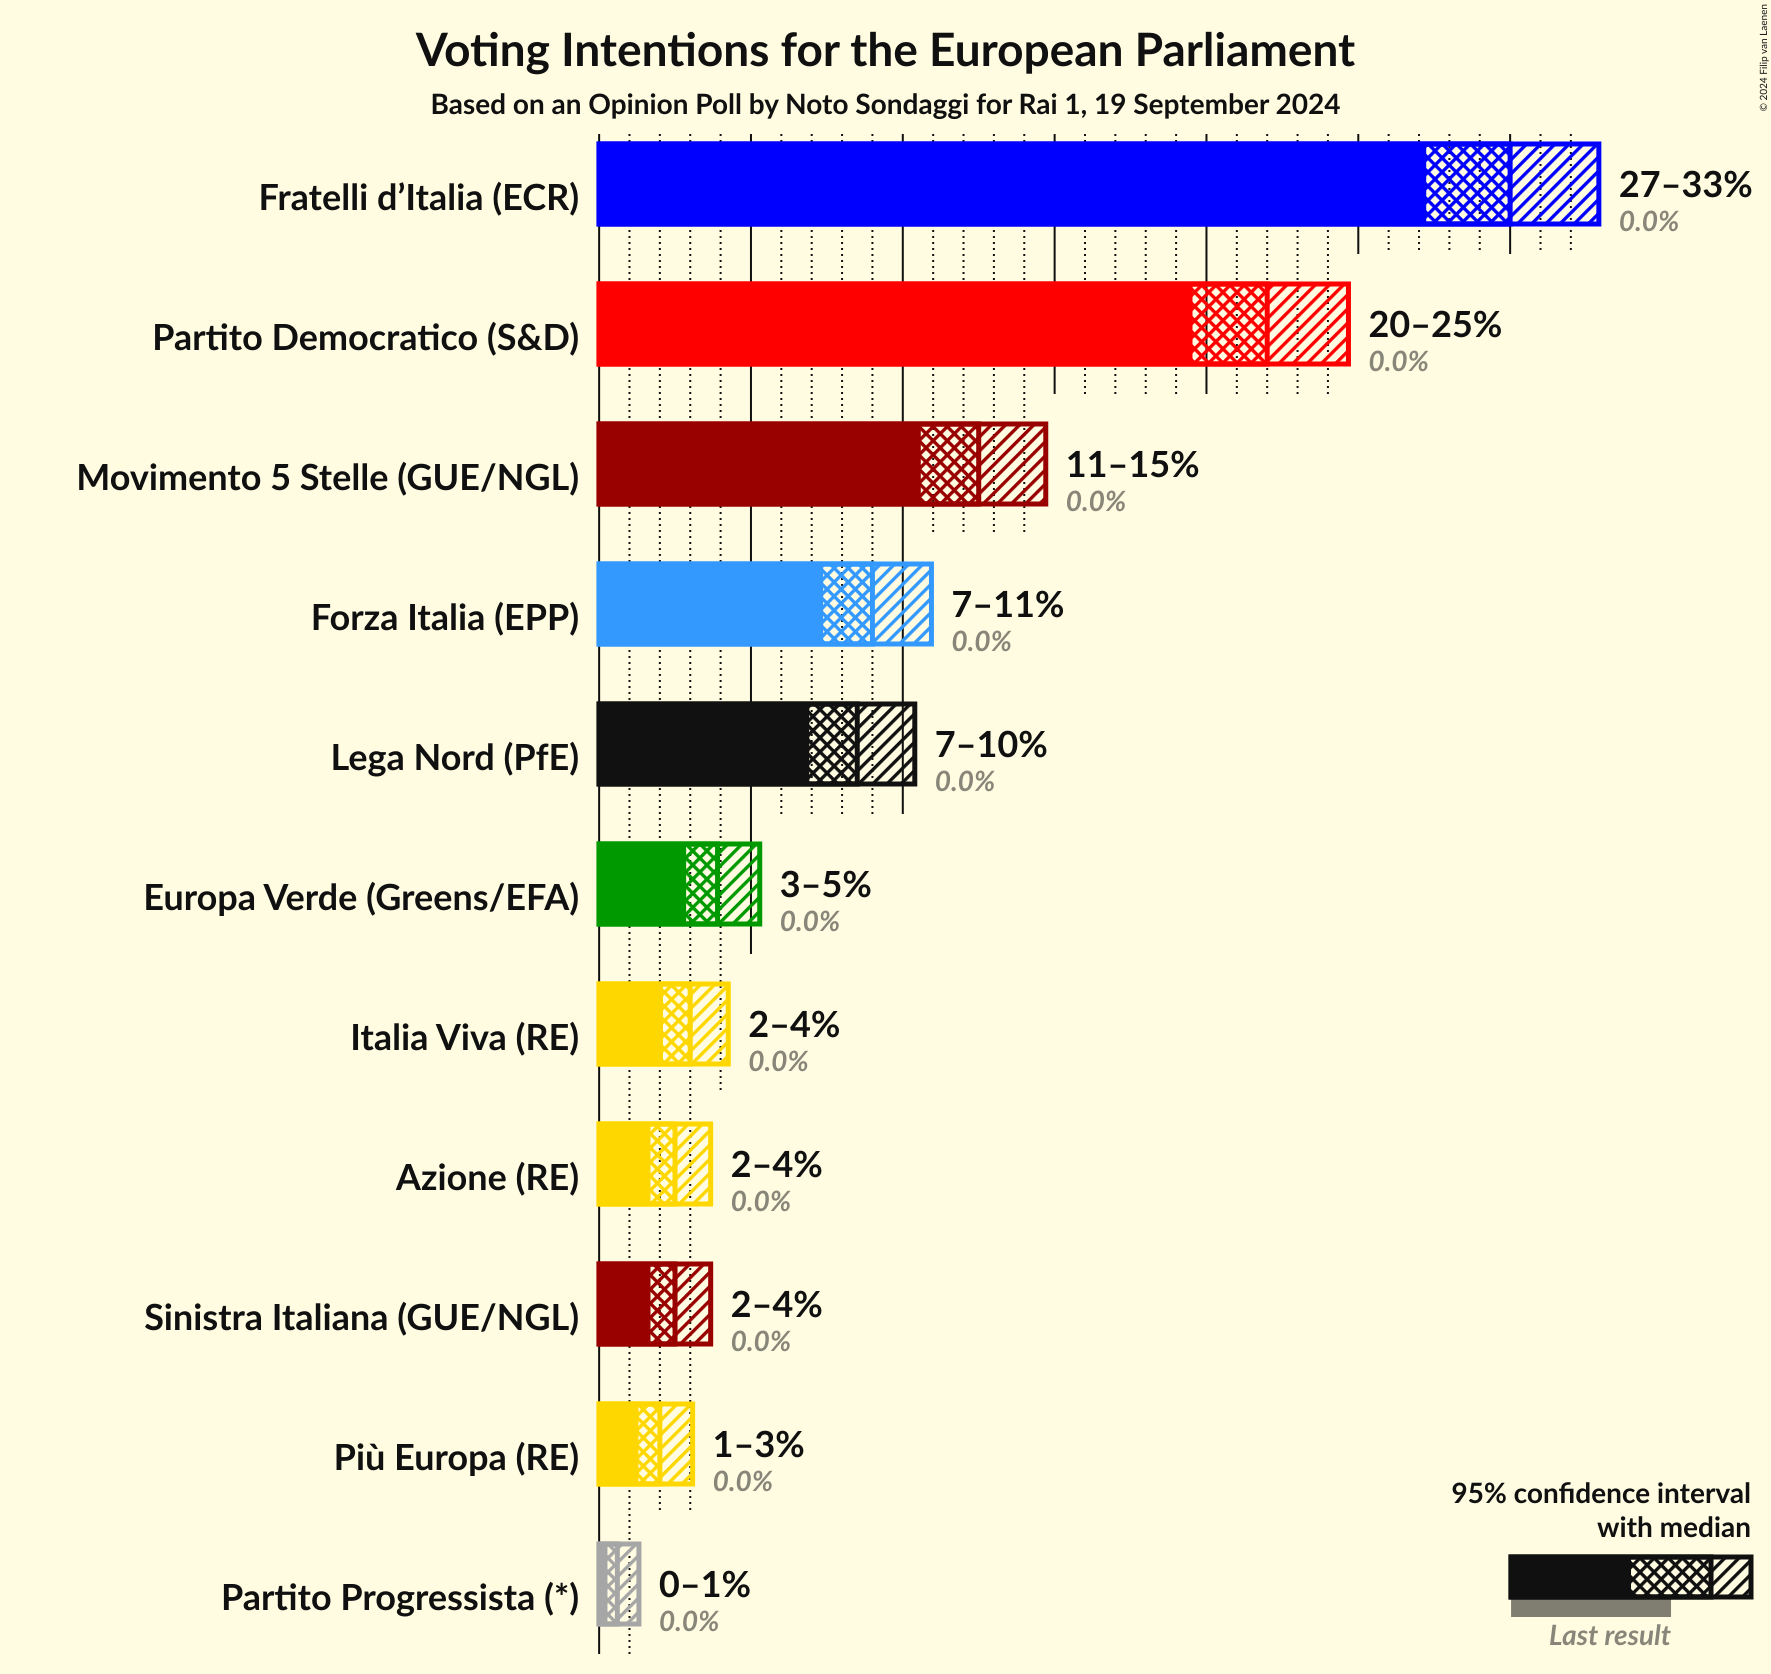 Voting Intentions for the European Parliament
Based on an Opinion Poll by Noto Sondaggi for Rai 1, 19 September 2024
© 2024 Filip van Laenen
Fratelli d’Italia (ECR)
27–33%
0.0%
Partito Democratico (S&D)
20–25%
0.0%
Movimento 5 Stelle (GUE/NGL)
11–15%
0.0%
Forza Italia (EPP)
7–11%
0.0%
Lega Nord (PfE)
7–10%
0.0%
Europa Verde (Greens/EFA)
3–5%
0.0%
Italia Viva (RE)
2–4%
0.0%
Azione (RE)
2–4%
0.0%
Sinistra Italiana (GUE/NGL)
2–4%
0.0%
Più Europa (RE)
1–3%
0.0%
Partito Progressista (*)
0–1%
0.0%
95% confidence interval
with median
Last result